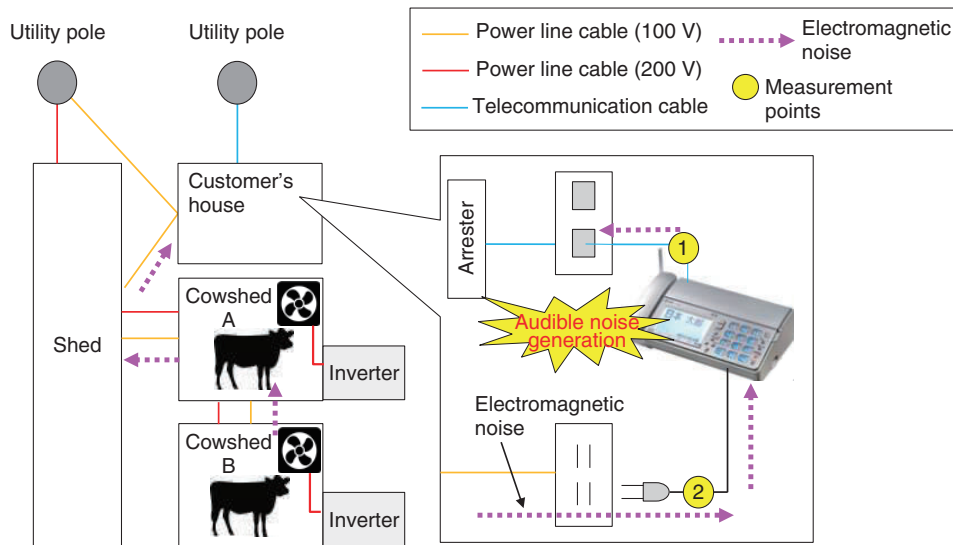 Utility pole
Utility pole
Power line cable (100 V)
Power line cable (200 V)
Telecommunication cable
Electromagnetic
noise
Measurement
points
Customer's
house
Shed
Cowshed
A
Inverter
Cowshed
B
Inverter
Arrester
1
Audible noise
generation
Electromagnetic
noise
2